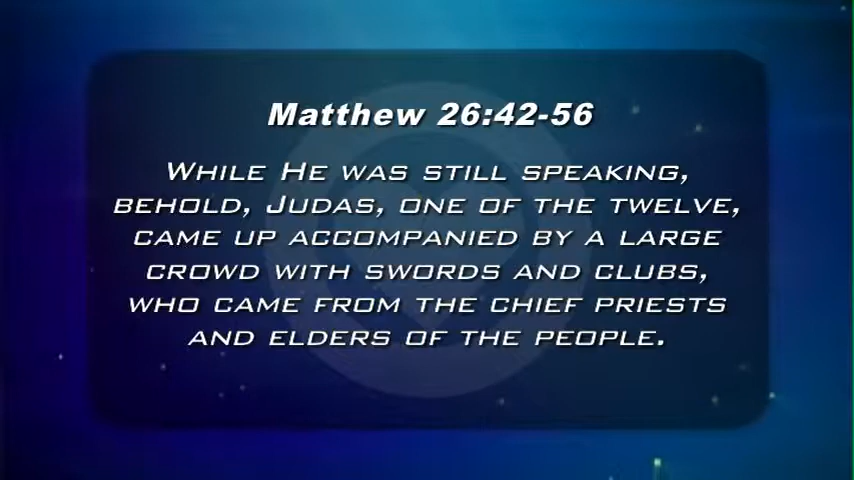 Matthew 26:42-56
While He was still speaking,
behold, Judas, one of the twelve,
came up accompanied by a large
crowd with swords and clubs,
who came from the chief priests
and elders of the people.